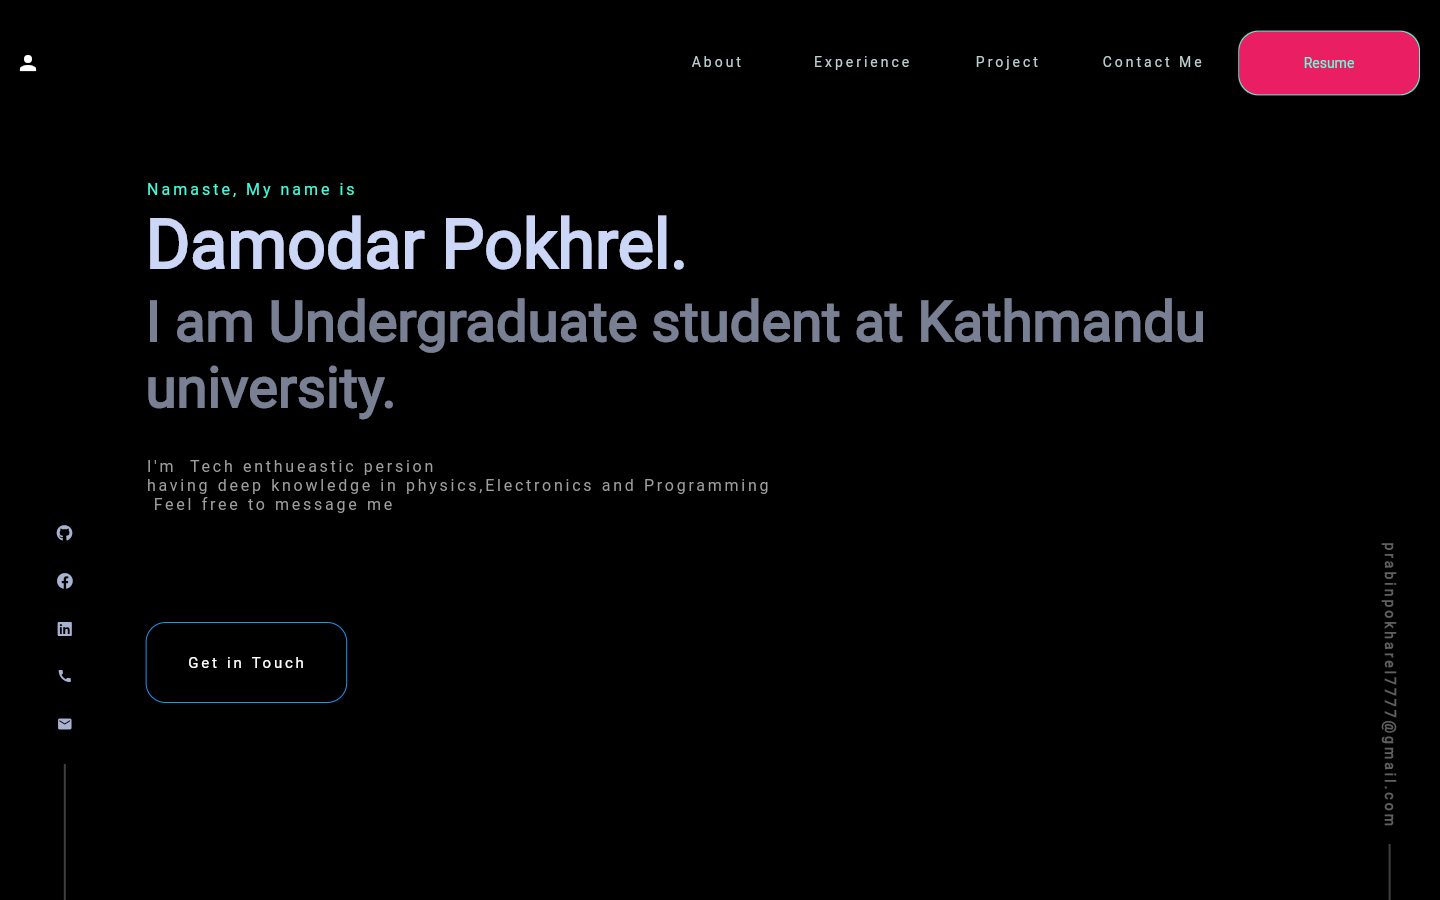 About Experience Project Contact Me Resume
Namaste, My name is
Damodar Pokhrel.
I am Undergraduate student at Kathmandu
university.
I'm  Tech enthueastic persion
having deep knowledge in physics,Electronics and Programming
Feel free to message me
Get in Touch
prabinpokharel7777@gmail.com